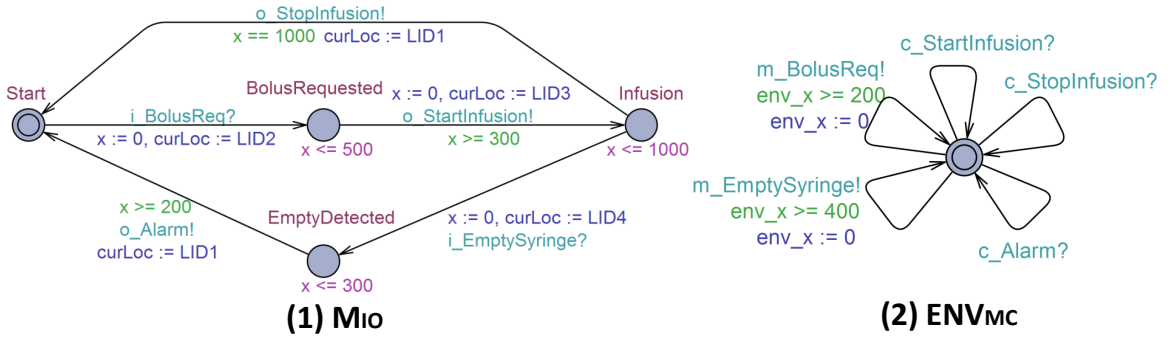 o_StopInfusion!
x == 1000 curLoc := LID1
Start
BolusRequested
x := 0, curLoc := LID3
Infusion
i_BolusReq?
o_StartInfusion!
x := 0, curLoc := LID2
x <= 500
x >= 300
x <= 1000
x >= 200
o_Alarm!
curLoc := LID1
EmptyDetected
x := 0, curLoc := LID4
i_EmptySyringe?
x <= 300
(1) MIO
c_StartInfusion?
m_BolusReq!
env_x >= 200
env_x := 0
c_StopInfusion?
m_EmptySyringe!
env_x >= 400
env_x := 0
c_Alarm?
(2) ENVMC